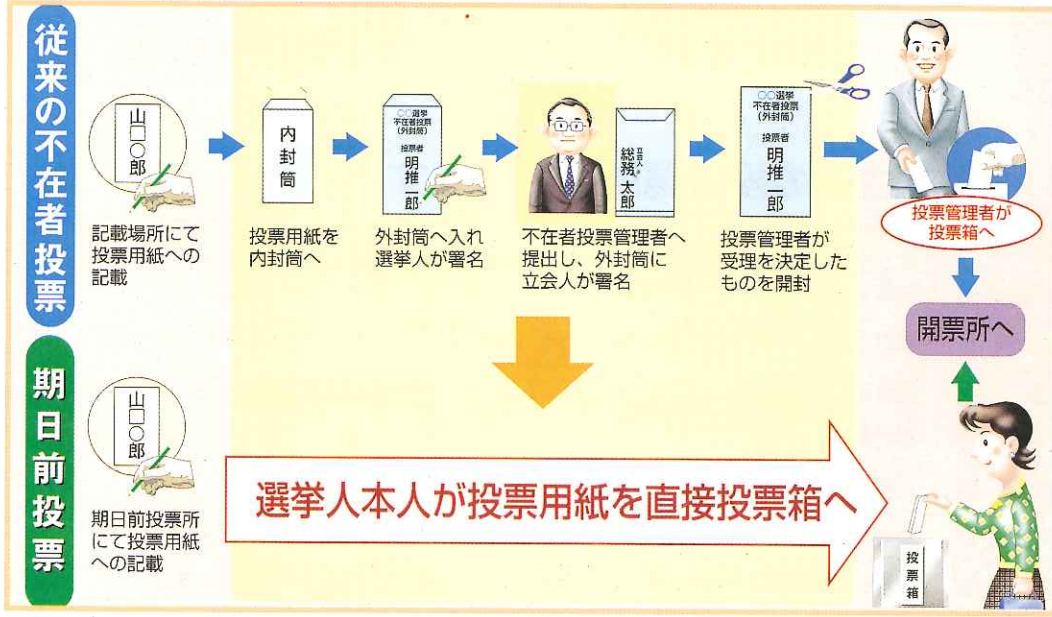 従来の不在者投票
山□○郎
記載場所にて
投票用紙への
記載
内封筒
投票用紙を
内封筒へ
○○選挙
不在者投票
(外封筒)
投票者
明推一郎
外封筒へ入れ
選挙人が署名
立会人
総務太郎
不在者投票管理者へ
提出し、外封筒に
立会人が署名
○○選挙
不在者投票
(外封筒)
投票者
明推一郎
投票管理者が
受理を決定した
ものを開封
投票管理者が
投票箱へ
開票所へ
期日前投票
山□○郎
期日前投票所
にて投票用紙
への記載
選挙人本人が投票用紙を直接投票箱へ
投票箱